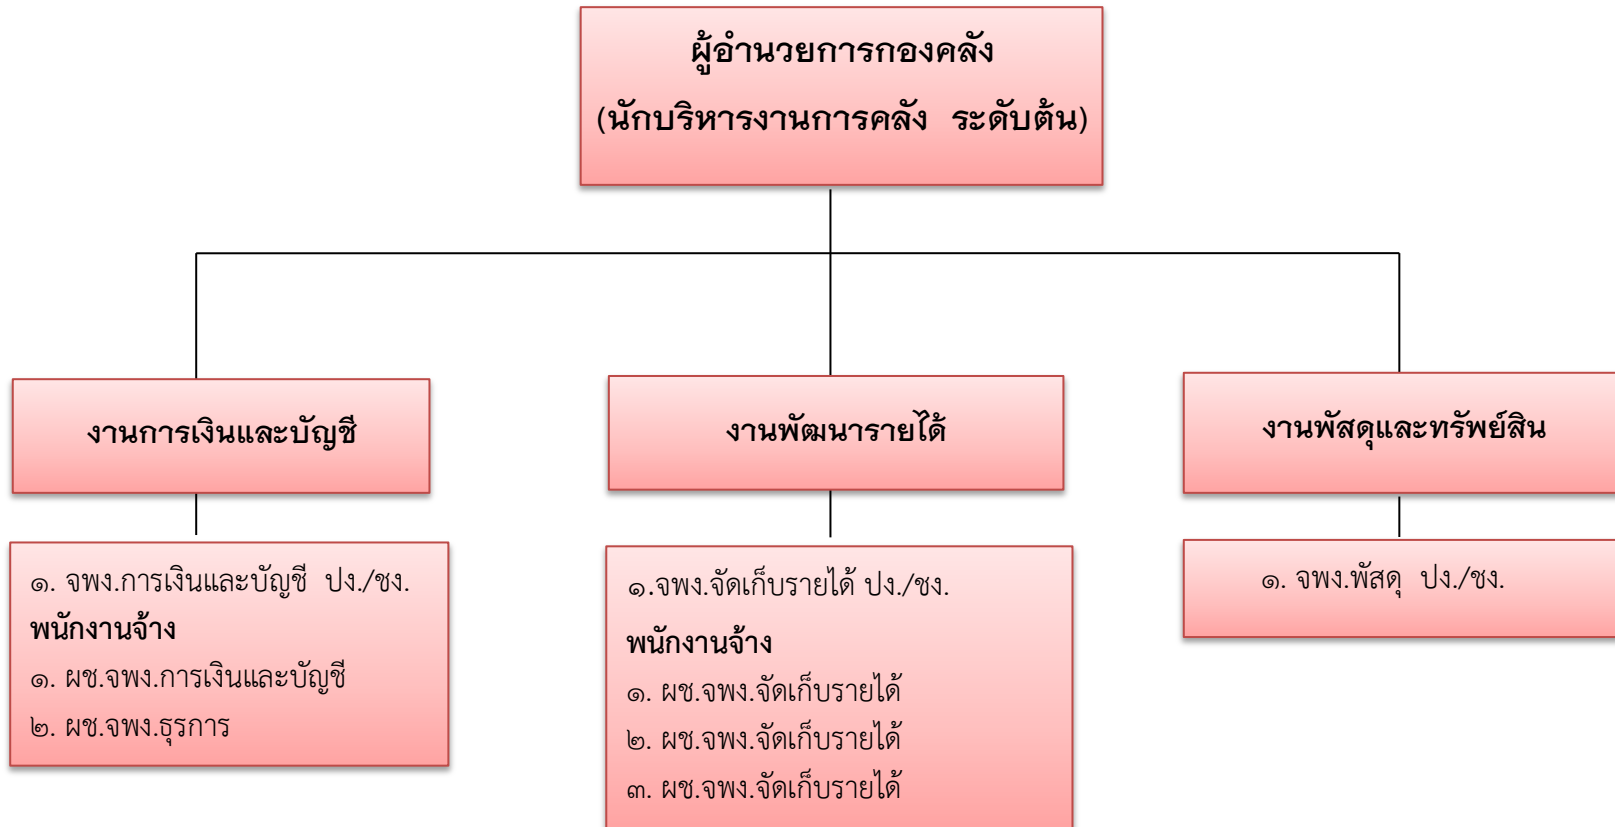 ผู้อำนวยการกองคลัง
(นักบริหารงานการคลัง ระดับต้น)
งานการเงินและบัญชี
๑. จพง.การเงินและบัญชี ปง./ชง.
พนักงานจ้าง
๑. ผช.จพง.การเงินและบัญชี
๒. ผช.จพง.ธุรการ
งานพัฒนารายได้
๑.จพง.จัดเก็บรายได้ ปง./ชง.
พนักงานจ้าง
๑. ผช.จพง.จัดเก็บรายได้
๒. ผช.จพง.จัดเก็บรายได้
๓. ผช.จพง.จัดเก็บรายได้
งานพัสดุและทรัพย์สิน
๑. จพง.พัสดุ ปง./ชง.